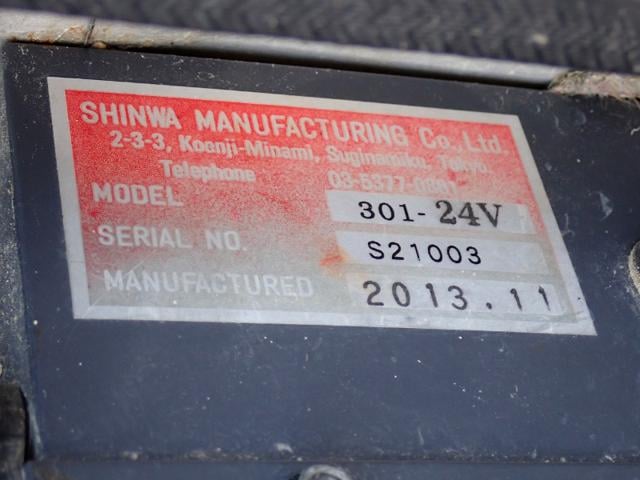 SHINWA MANUFACTURING Co.,Ltd.
2-3-3, Koenji-Minami, Suginamiku, Tokyo.
Telephone 03-5377-0881
MODEL 301-24V
SERIAL NO. S21003
MANUFACTURED 2013.11